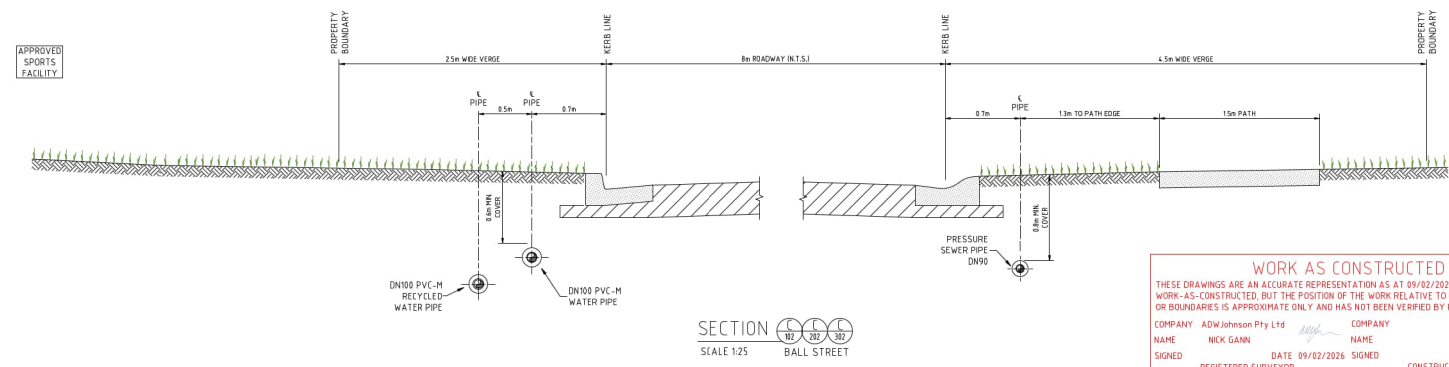 APPROVED
SPORTS
FACILITY
PROPERTY
BOUNDARY
KERB LINE
KERB LINE
PROPERTY
BOUNDARY
2.5m WIDE VERGE
8m ROADWAY (N.T.S.)
4.5m WIDE VERGE
℄
PIPE
℄
PIPE
℄
PIPE
0.5m
0.7m
0.7m
1.3m TO PATH EDGE
1.5m PATH
0.6m MIN.
COVER
0.8m MIN.
COVER
DN100 PVC-M
RECYCLED
WATER PIPE
DN100 PVC-M
WATER PIPE
PRESSURE
SEWER PIPE
DN90
SECTION C 102 C 202 C 302
SCALE 1:25 BALL STREET
WORK AS CONSTRUCTED
THESE DRAWINGS ARE AN ACCURATE REPRESENTATION AS AT 09/02/202
WORK-AS-CONSTRUCTED, BUT THE POSITION OF THE WORK RELATIVE TO
OR BOUNDARIES IS APPROXIMATE ONLY AND HAS NOT BEEN VERIFIED BY
COMPANY ADWJohnson Pty Ltd COMPANY
NAME NICK GANN NAME
SIGNED DATE 09/02/2026 SIGNED
REGISTERED SURVEYOR CONSTRUC